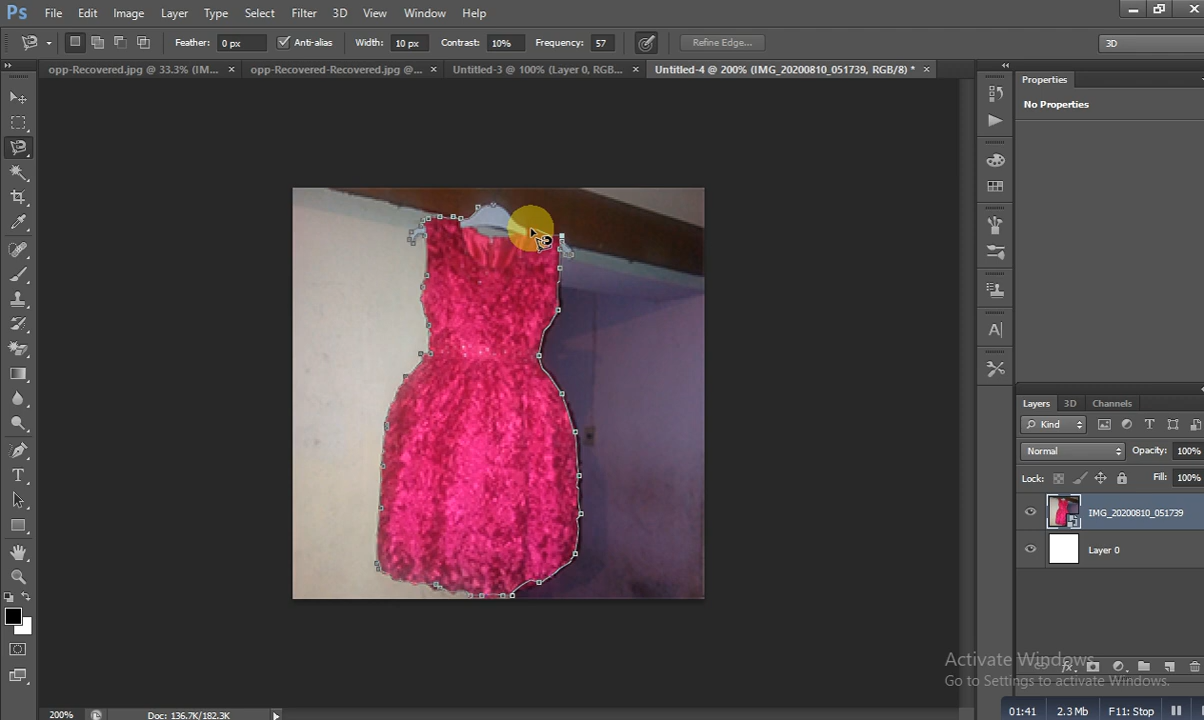 Ps File Edit Image Layer Type Select Filter 3D View Window Help
Feather: 0 px Anti-alias Width: 10 px Contrast: 10% Frequency: 57 Refine Edge... 3D
opp-Recovered.jpg @ 33.3% (IM... × opp-Recovered-Recovered.jpg @... × Untitled-3 @ 100% (Layer 0, RGB... × Untitled-4 @ 200% (IMG_20200810_051739, RGB/8) * ×
Properties
No Properties
Layers 3D Channels
Kind
Normal Opacity: 100%
Lock: Fill: 100%
IMG_20200810_051739
Layer 0
Activate Windows
Go to Settings to activate Windows.
200% Doc: 136.7K/182.3K
01:41 2.3 Mb F11: Stop